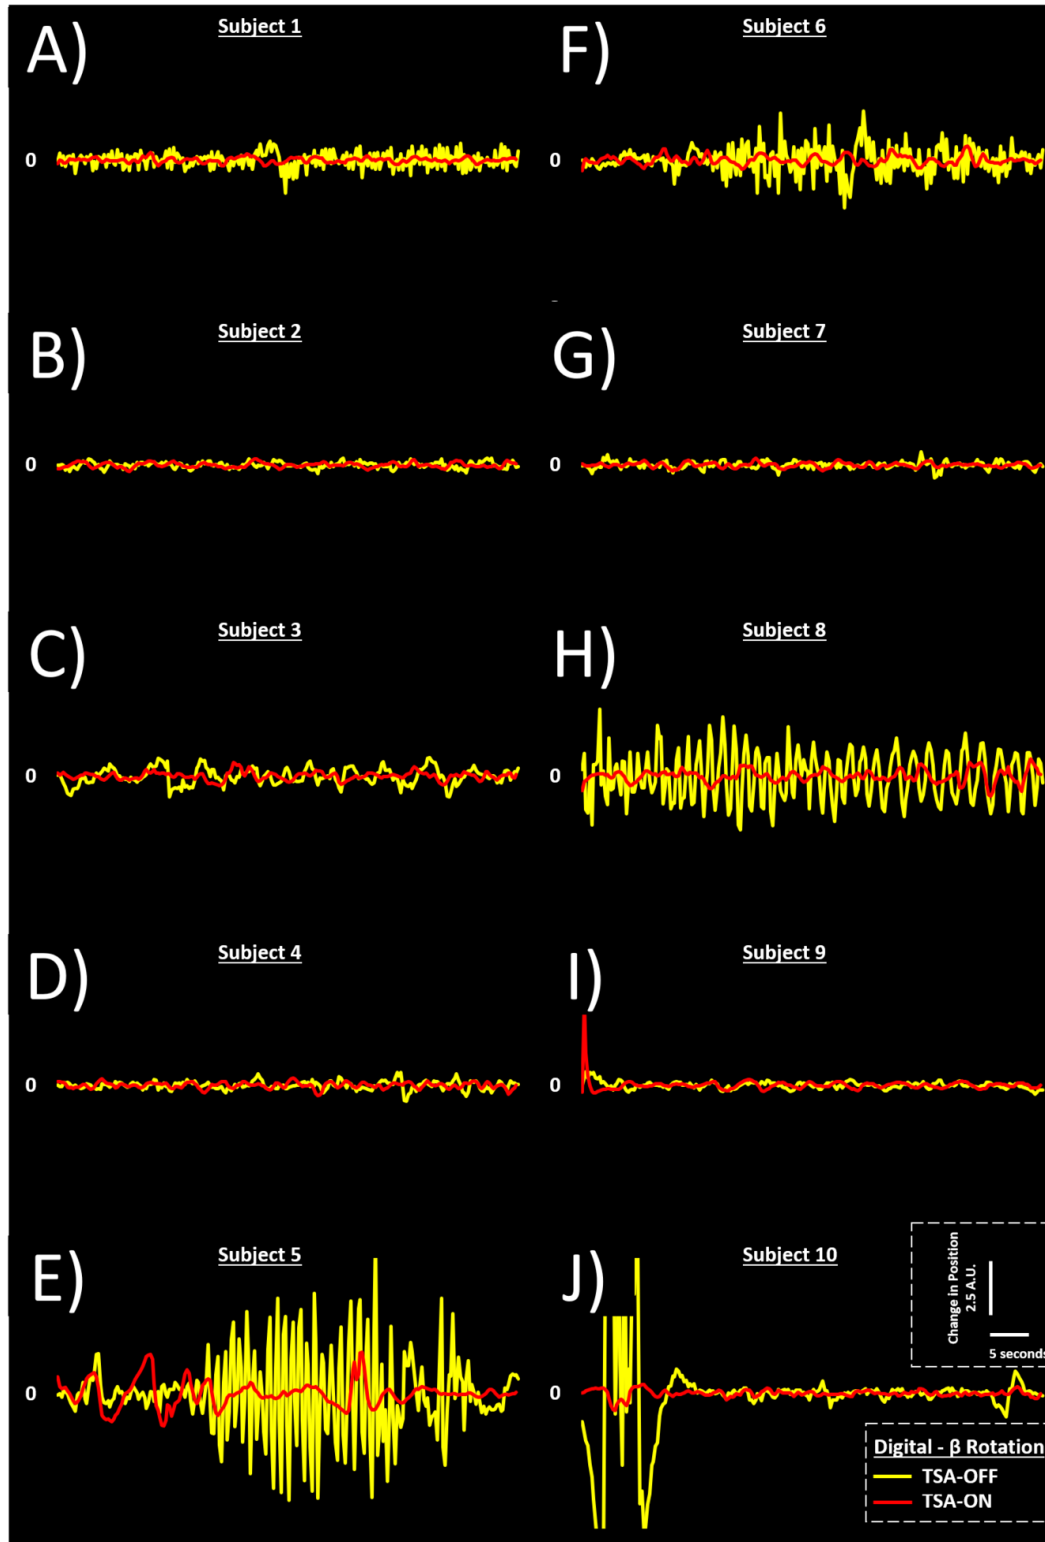 A)
Subject 1
0
F)
Subject 6
0
B)
Subject 2
0
G)
Subject 7
0
C)
Subject 3
0
H)
Subject 8
0
D)
Subject 4
0
I)
Subject 9
0
E)
Subject 5
0
J)
Subject 10
0
Change in Position
2.5 A.U.
5 seconds
Digital - β Rotation
TSA-OFF
TSA-ON